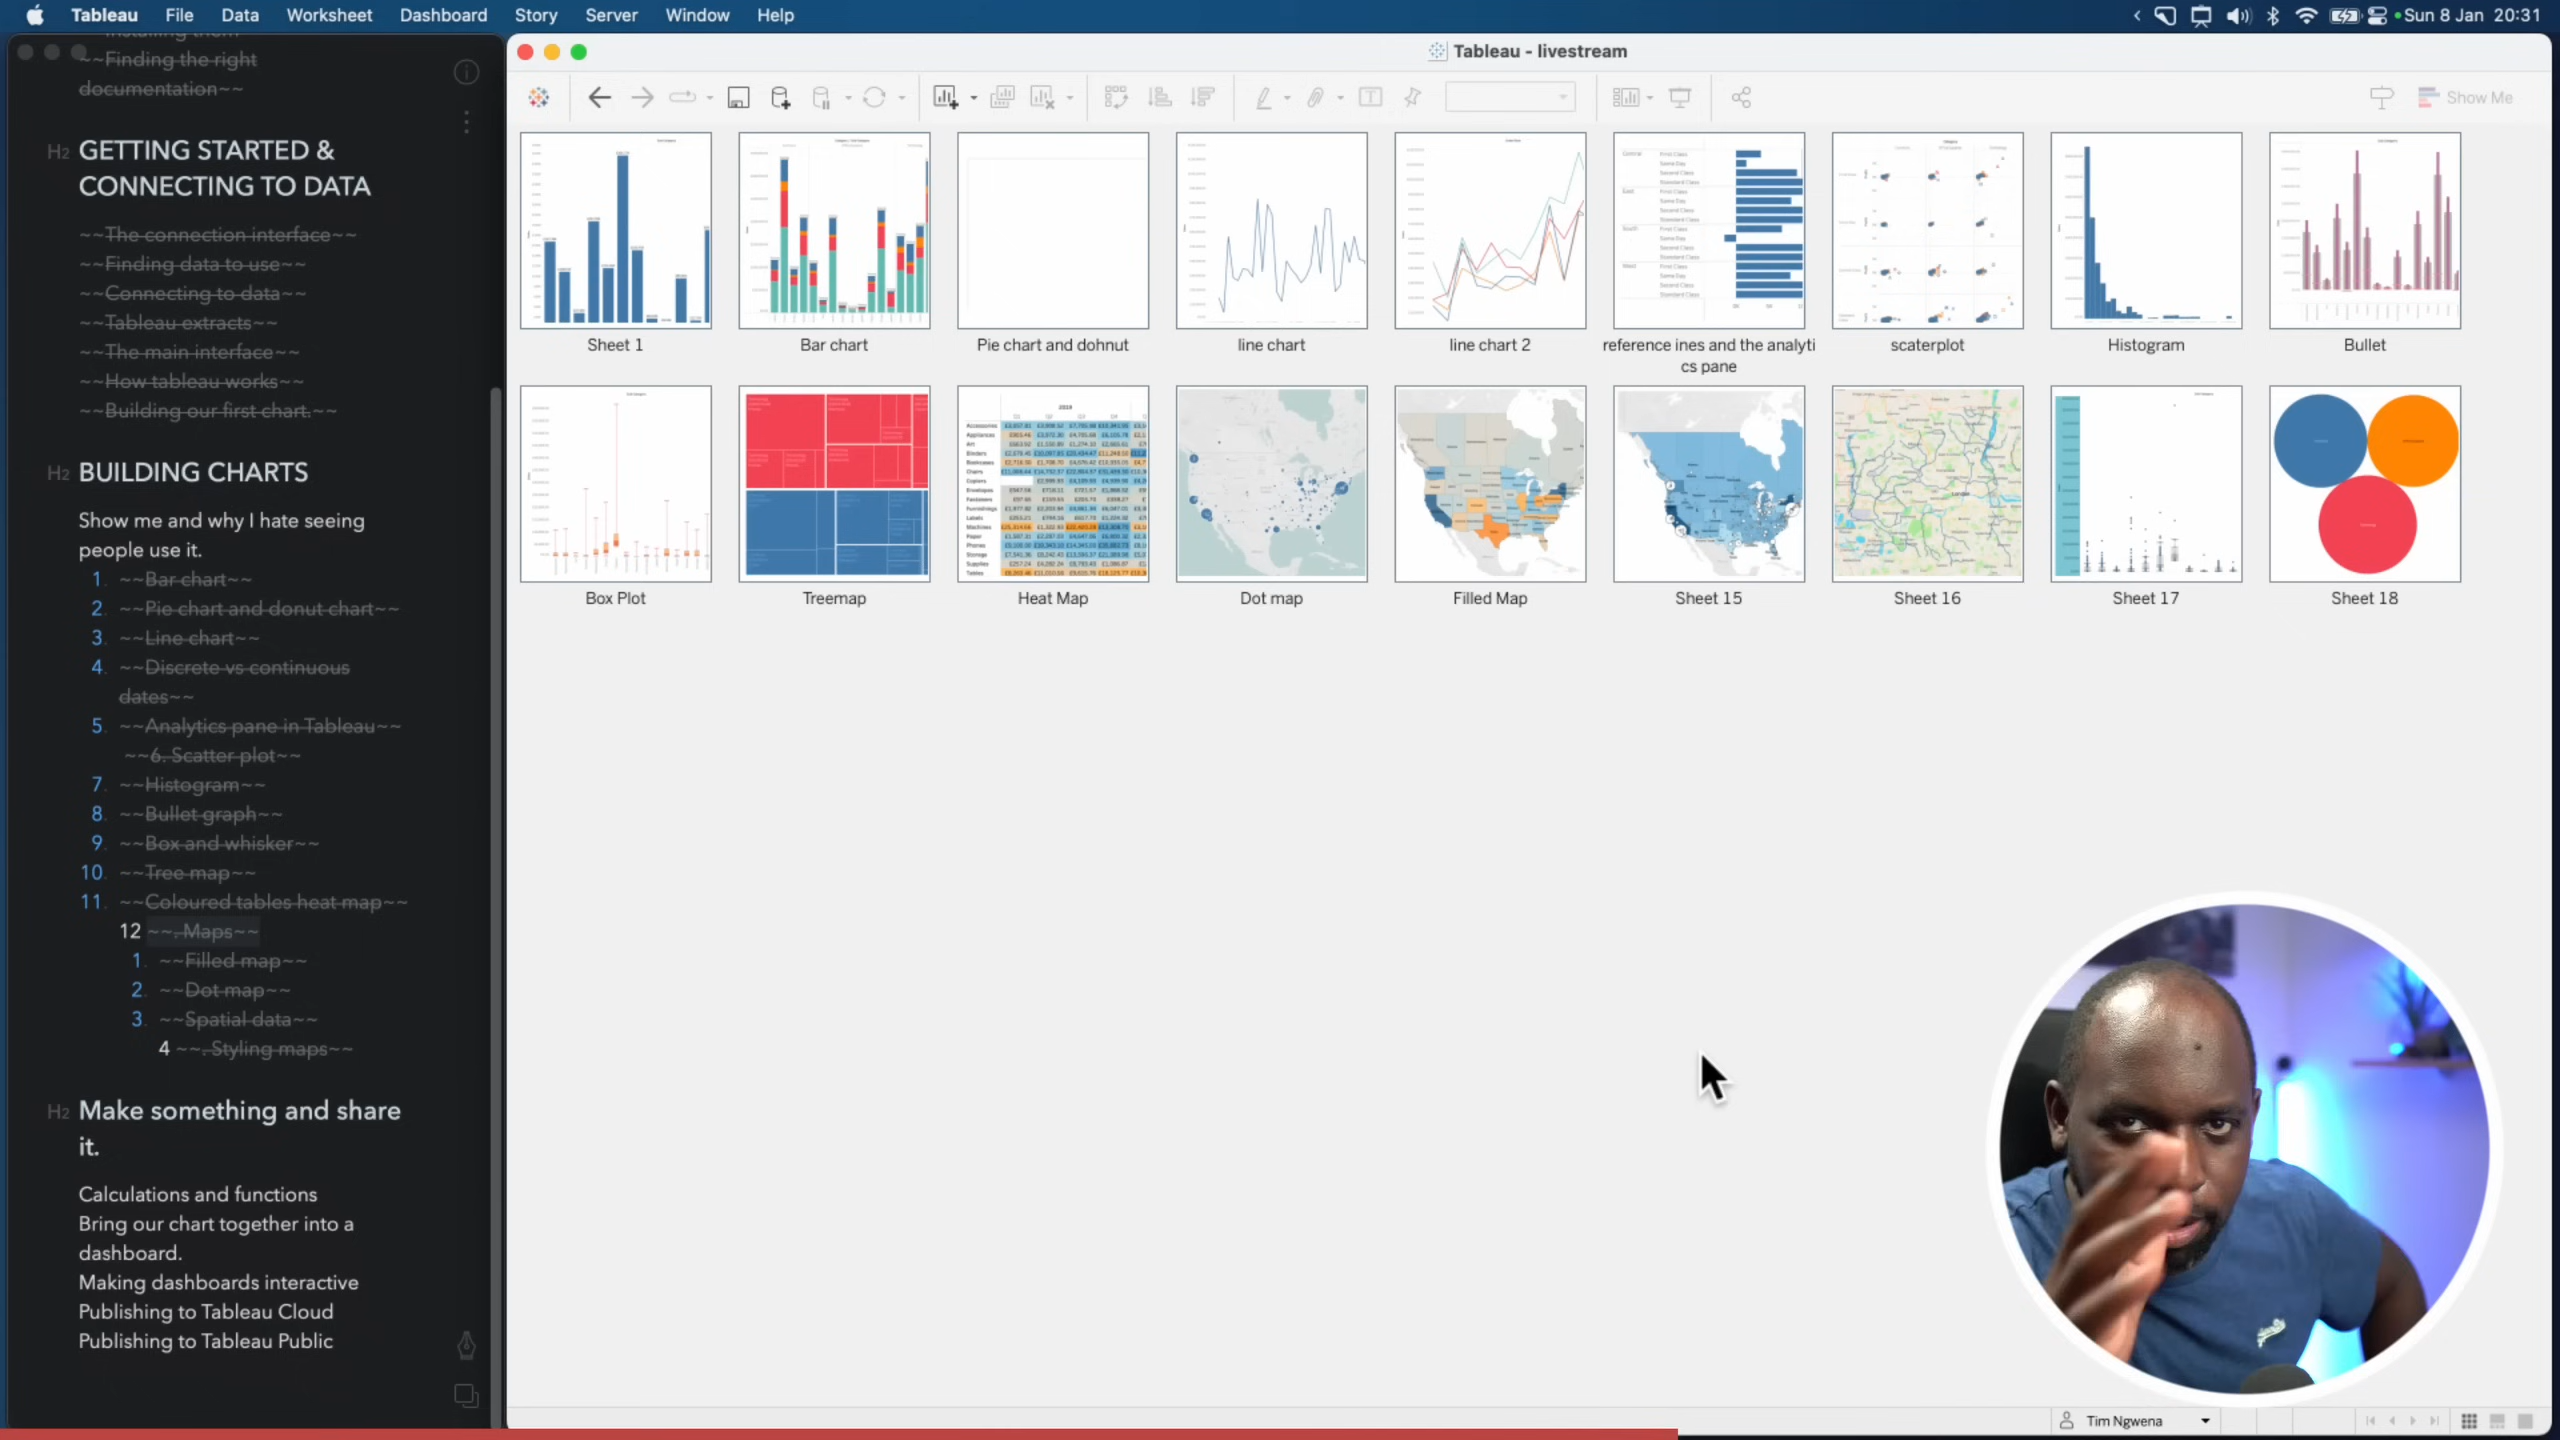 Tableau File Data Worksheet Dashboard Story Server Window Help
Sun 8 Jan 20:31
~~Finding the right
documentation~~
H2 GETTING STARTED &
CONNECTING TO DATA
~~The connection interface~~
~~Finding data to use~~
~~Connecting to data~~
~~Tableau extracts~~
~~The main interface~~
~~How tableau works~~
~~Building our first chart.~~
H2 BUILDING CHARTS
Show me and why I hate seeing
people use it.
1. ~~Bar chart~~
2. ~~Pie chart and donut chart~~
3. ~~Line chart~~
4. ~~Discrete vs continuous
dates~~
5. ~~Analytics pane in Tableau~~
~~6. Scatter plot~~
7. ~~Histogram~~
8. ~~Bullet graph~~
9. ~~Box and whisker~~
10. ~~Tree map~~
11. ~~Coloured tables heat map~~
12 ~~. Maps~~
1. ~~Filled map~~
2. ~~Dot map~~
3. ~~Spatial data~~
4 ~~. Styling maps~~
H2 Make something and share
it.
Calculations and functions
Bring our chart together into a
dashboard.
Making dashboards interactive
Publishing to Tableau Cloud
Publishing to Tableau Public
Tableau - livestream
Show Me
Sheet 1
Bar chart
Pie chart and dohnut
line chart
line chart 2
reference ines and the analyti
cs pane
scaterplot
Histogram
Bullet
Box Plot
Treemap
Heat Map
Dot map
Filled Map
Sheet 15
Sheet 16
Sheet 17
Sheet 18
Tim Ngwena